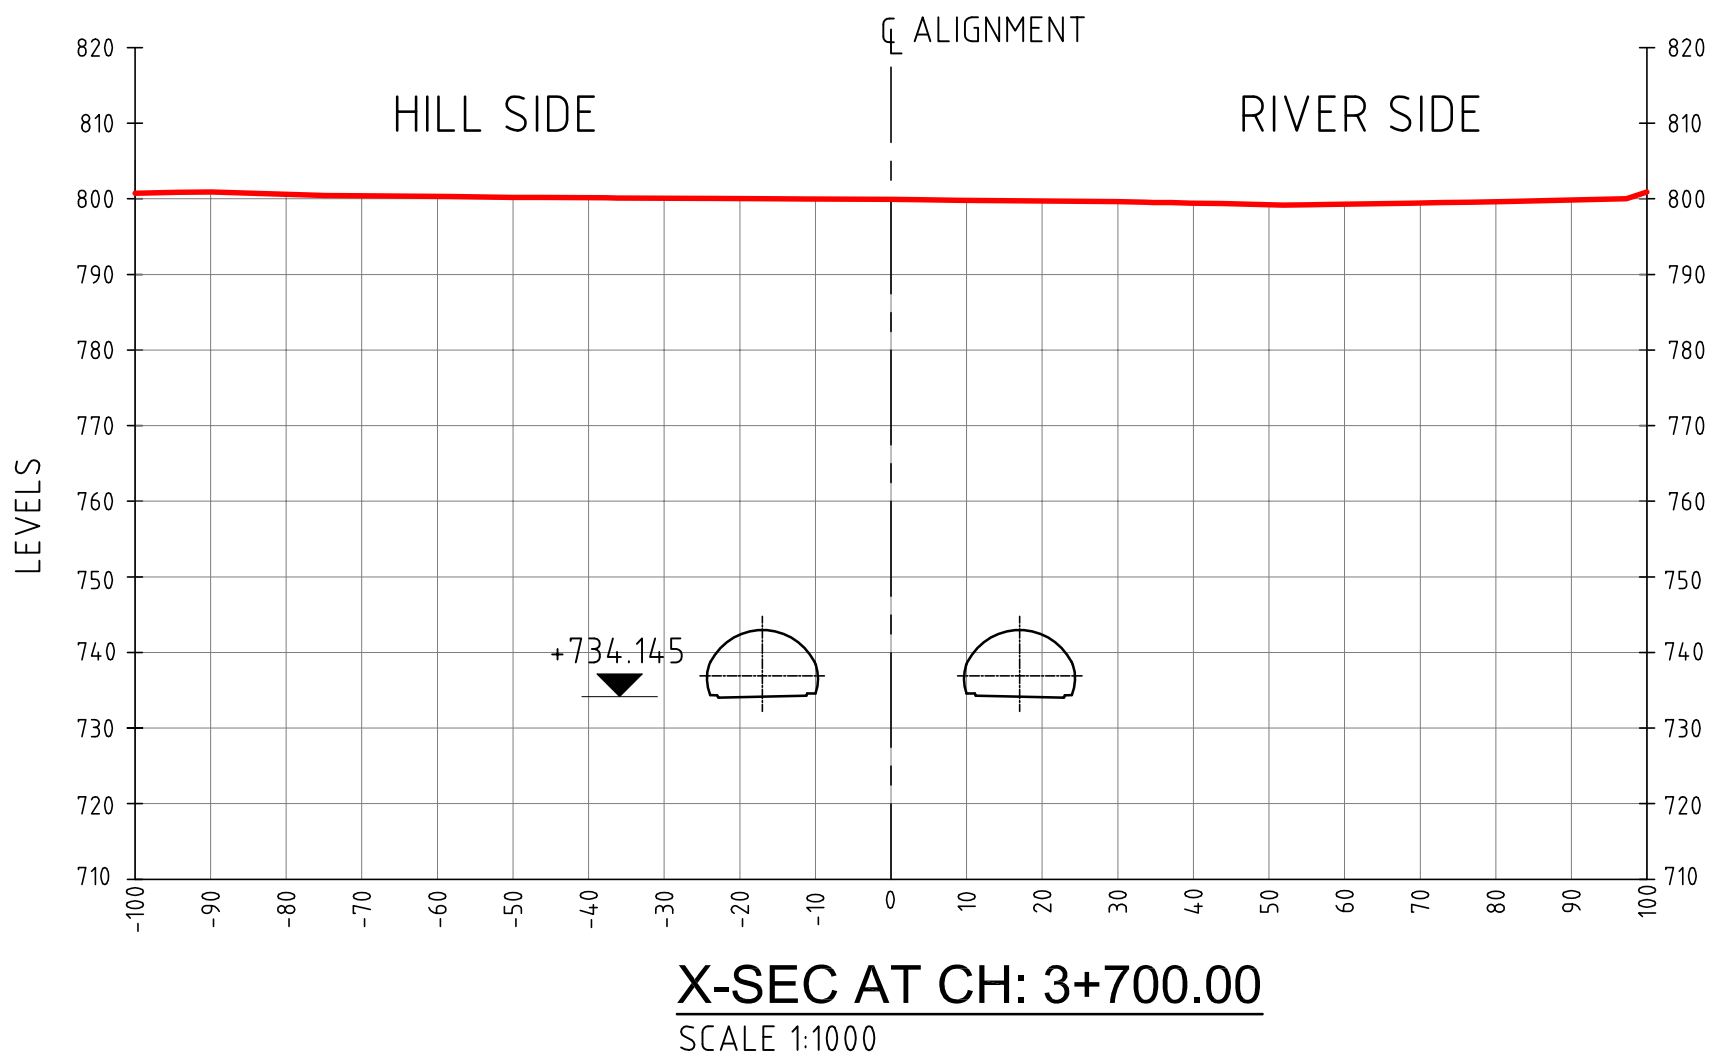 ℄ ALIGNMENT
HILL SIDE
RIVER SIDE
820 820
810 810
800 800
790 790
780 780
770 770
760 760
750 750
740 740
730 730
720 720
710 710
LEVELS
+734.145
-100 -90 -80 -70 -60 -50 -40 -30 -20 -10 0 10 20 30 40 50 60 70 80 90 100
X-SEC AT CH: 3+700.00
SCALE 1:1000